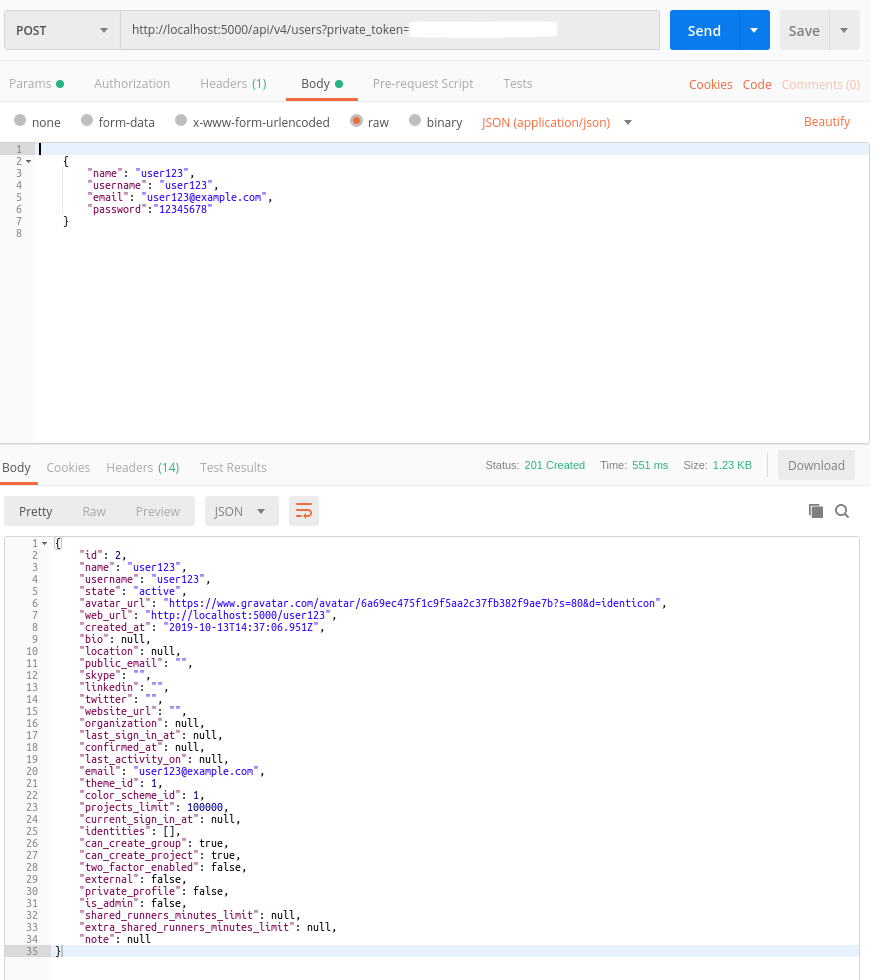 POST http://localhost:5000/api/v4/users?private_token= Send Save
Params Authorization Headers (1) Body Pre-request Script Tests Cookies Code Comments (0)
none form-data x-www-form-urlencoded raw binary JSON (application/json) Beautify
1
2 {
3 "name": "user123",
4 "username": "user123",
5 "email": "user123@example.com",
6 "password":"12345678"
7 }
8
Body Cookies Headers (14) Test Results Status: 201 Created Time: 551 ms Size: 1.23 KB Download
Pretty Raw Preview JSON
1 {
2 "id": 2,
3 "name": "user123",
4 "username": "user123",
5 "state": "active",
6 "avatar_url": "https://www.gravatar.com/avatar/6a69ec475f1c9f5aa2c37fb382f9ae7b?s=80&d=identicon",
7 "web_url": "http://localhost:5000/user123",
8 "created_at": "2019-10-13T14:37:06.951Z",
9 "bio": null,
10 "location": null,
11 "public_email": "",
12 "skype": "",
13 "linkedin": "",
14 "twitter": "",
15 "website_url": "",
16 "organization": null,
17 "last_sign_in_at": null,
18 "confirmed_at": null,
19 "last_activity_on": null,
20 "email": "user123@example.com",
21 "theme_id": 1,
22 "color_scheme_id": 1,
23 "projects_limit": 100000,
24 "current_sign_in_at": null,
25 "identities": [],
26 "can_create_group": true,
27 "can_create_project": true,
28 "two_factor_enabled": false,
29 "external": false,
30 "private_profile": false,
31 "is_admin": false,
32 "shared_runners_minutes_limit": null,
33 "extra_shared_runners_minutes_limit": null,
34 "note": null
35 }